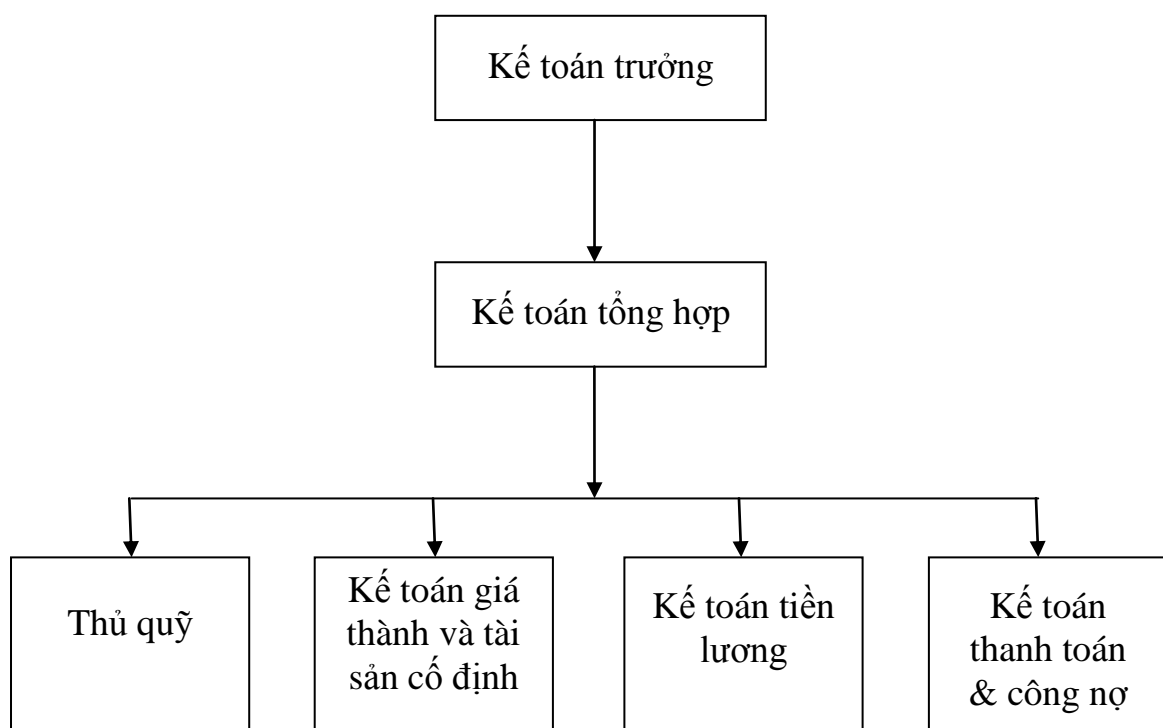 Kế toán trưởng
Kế toán tổng hợp
Thủ quỹ
Kế toán giá
thành và tài
sản cố định
Kế toán tiền
lương
Kế toán
thanh toán
& công nợ